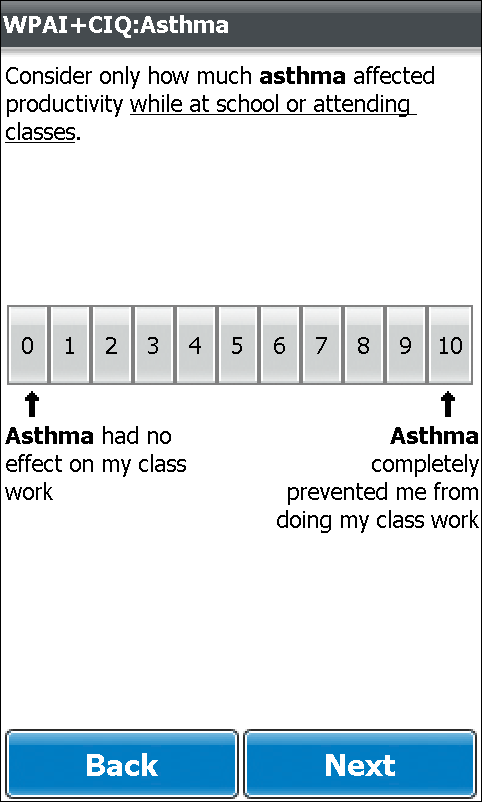 WPAI+CIQ:Asthma
Consider only how much asthma affected
productivity while at school or attending
classes.
0 1 2 3 4 5 6 7 8 9 10
Asthma had no
effect on my class
work
Asthma
completely
prevented me from
doing my class work
Back Next